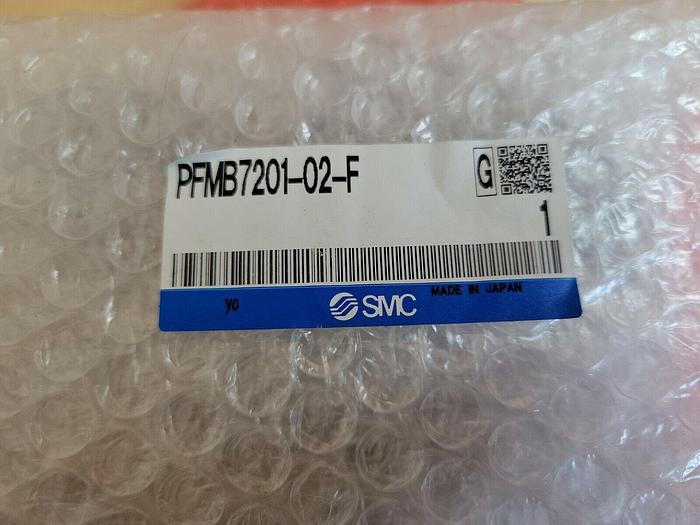 PFMB7201-02-F
G
1
yo
SMC
MADE IN JAPAN